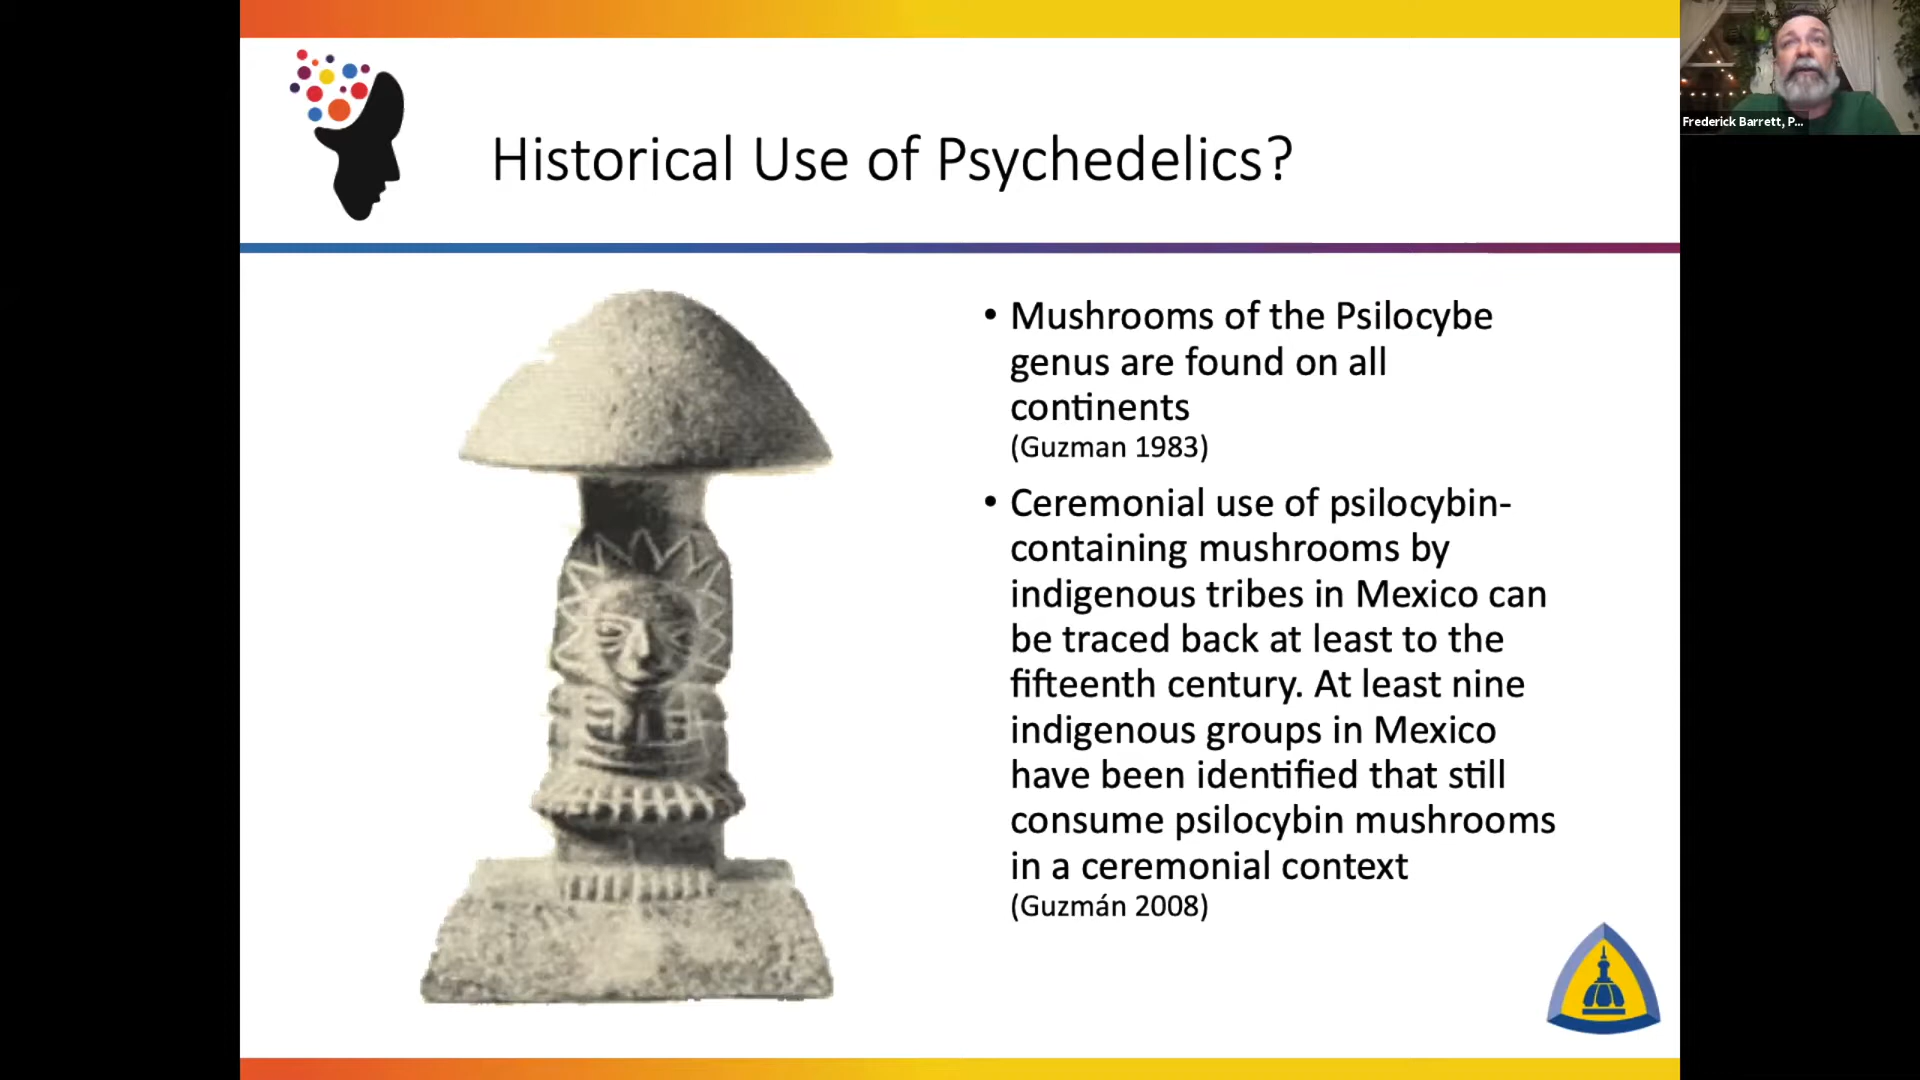 Historical Use of Psychedelics?
• Mushrooms of the Psilocybe
genus are found on all
continents
(Guzman 1983)
• Ceremonial use of psilocybin-
containing mushrooms by
indigenous tribes in Mexico can
be traced back at least to the
fifteenth century. At least nine
indigenous groups in Mexico
have been identified that still
consume psilocybin mushrooms
in a ceremonial context
(Guzmán 2008)
Frederick Barrett, P...